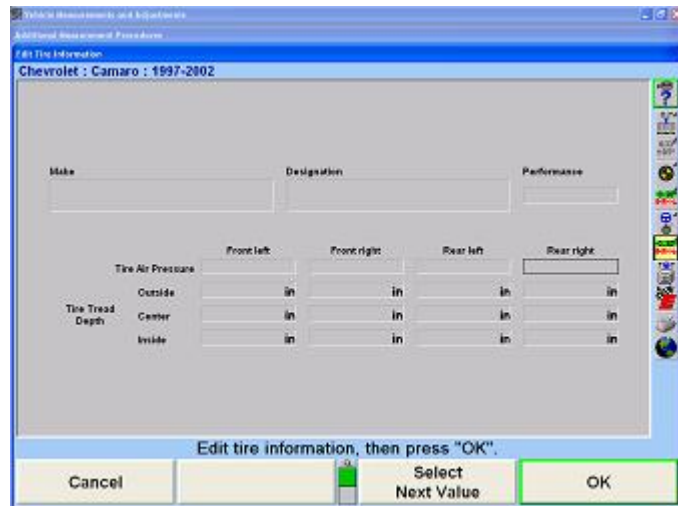 Vehicle Measurements and Adjustments
Additional Measurement Procedures
Edit Tire Information
Chevrolet : Camaro : 1997-2002
Make Designation Performance
Front left Front right Rear left Rear right
Tire Air Pressure
Outside in in in in
Tire Tread Depth
Center in in in in
Inside in in in in
Edit tire information, then press "OK".
Cancel Select Next Value OK